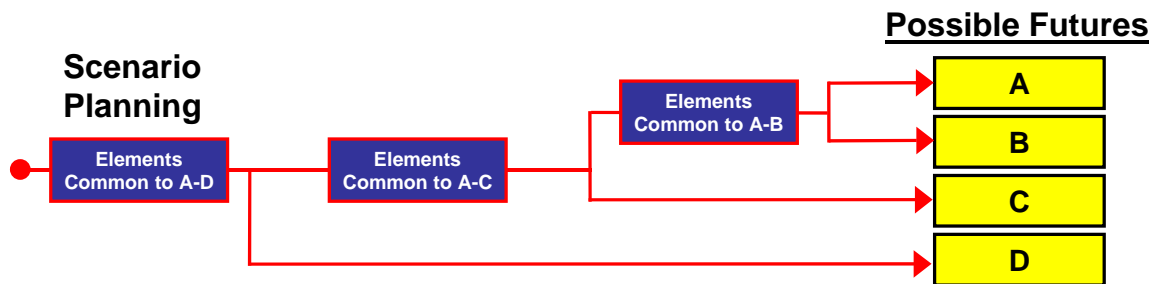 Possible Futures
Scenario
Planning
Elements
Common to A-D
Elements
Common to A-C
Elements
Common to A-B
A
B
C
D